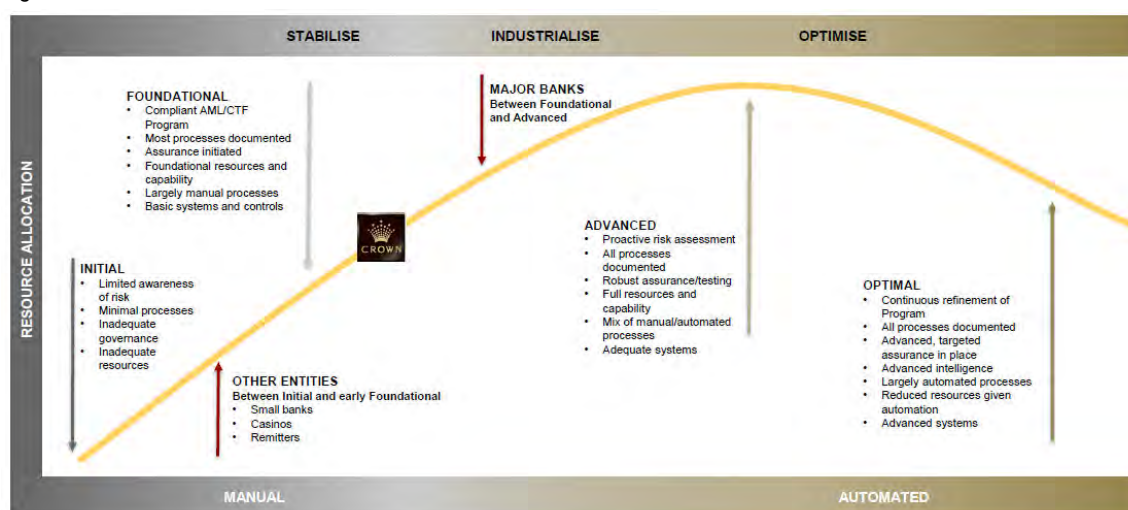 STABILISE
INDUSTRIALISE
OPTIMISE
RESOURCE ALLOCATION
FOUNDATIONAL
• Compliant AML/CTF
Program
• Most processes documented
• Assurance initiated
• Foundational resources and
capability
• Largely manual processes
• Basic systems and controls
MAJOR BANKS
Between Foundational
and Advanced
CROWN
INITIAL
• Limited awareness
of risk
• Minimal processes
• Inadequate
governance
• Inadequate
resources
OTHER ENTITIES
Between Initial and early Foundational
• Small banks
• Casinos
• Remitters
ADVANCED
• Proactive risk assessment
• All processes
documented
• Robust assurance/testing
• Full resources and
capability
• Mix of manual/automated
processes
• Adequate systems
OPTIMAL
• Continuous refinement of
Program
• All processes documented
• Advanced, targeted
assurance in place
• Advanced intelligence
• Largely automated processes
• Reduced resources given
automation
• Advanced systems
MANUAL
AUTOMATED